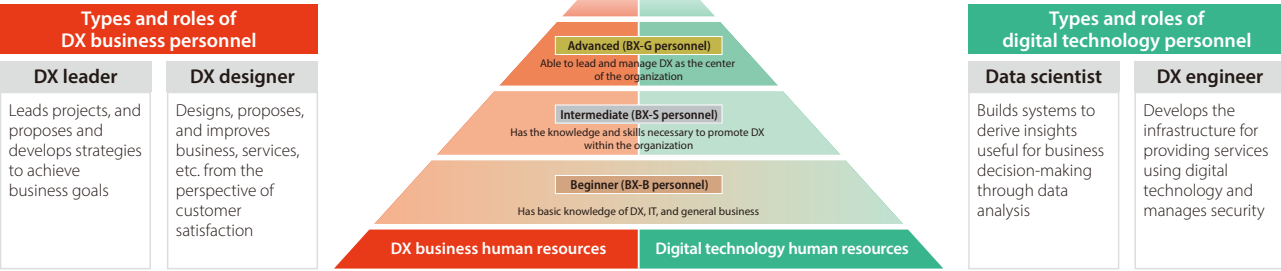 Types and roles of
DX business personnel
DX leader
Leads projects, and
proposes and
develops strategies
to achieve
business goals
DX designer
Designs, proposes,
and improves
business, services,
etc. from the
perspective of
customer
satisfaction
Advanced (BX-G personnel)
Able to lead and manage DX as the center
of the organization
Intermediate (BX-S personnel)
Has the knowledge and skills necessary to promote DX
within the organization
Beginner (BX-B personnel)
Has basic knowledge of DX, IT, and general business
DX business human resources
Digital technology human resources
Types and roles of
digital technology personnel
Data scientist
Builds systems to
derive insights
useful for business
decision-making
through data
analysis
DX engineer
Develops the
infrastructure for
providing services
using digital
technology and
manages security